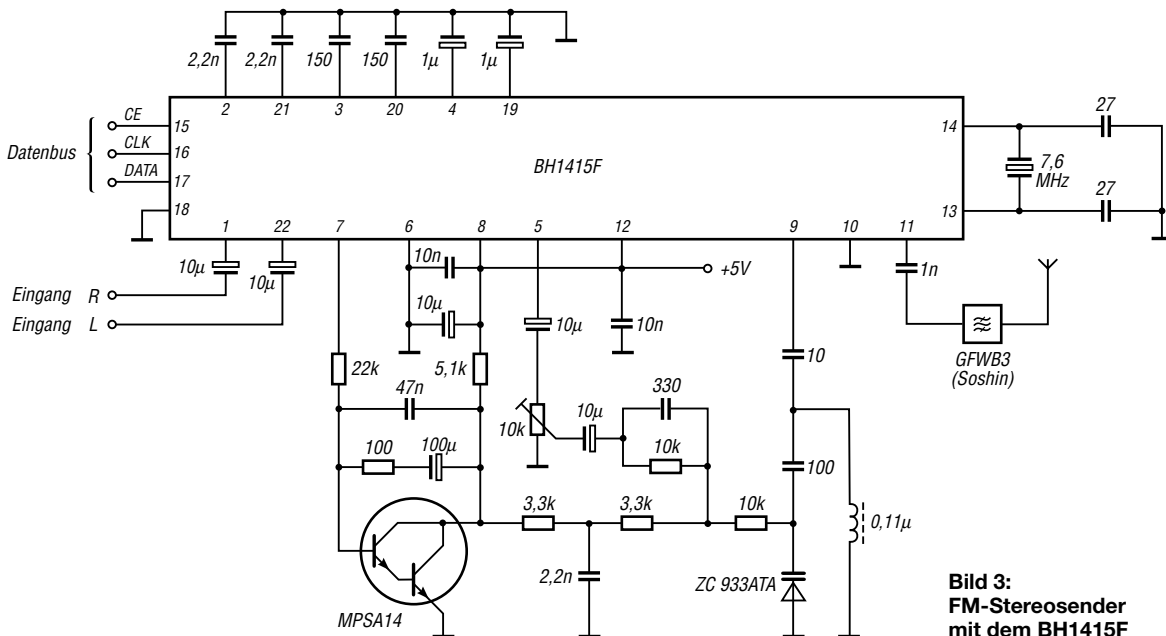 2,2n 2,2n 150 150 1µ 1µ
2 21 3 20 4 19
Datenbus
CE 15
CLK 16
DATA 17
18
BH1415F
14
13
7,6
MHz
27
27
1 22 7 6 8 5 12 9 10 11
10µ
10µ
Eingang R
Eingang L
10n
10µ
+5V
10µ
10n
1n
GFWB3
(Soshin)
22k
5,1k
47n
100
100µ
10k
10µ
330
10k
10
100
3,3k
3,3k
10k
0,11µ
2,2n
ZC 933ATA
MPSA14
Bild 3:
FM-Stereosender
mit dem BH1415F